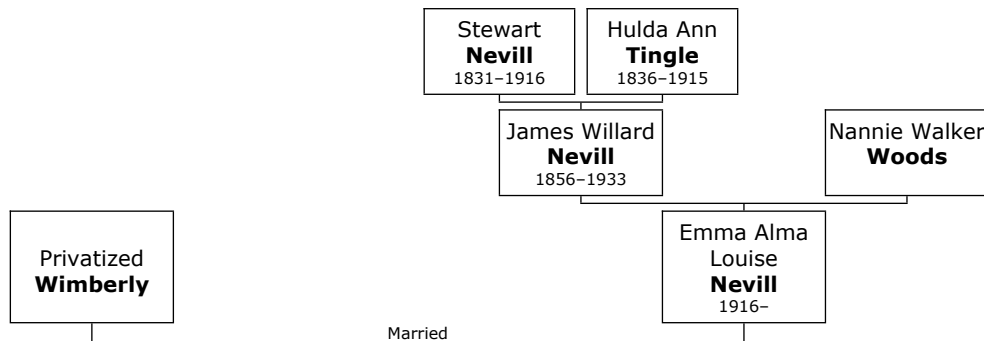 Stewart
Nevill
1831–1916
Hulda Ann
Tingle
1836–1915
James Willard
Nevill
1856–1933
Nannie Walker
Woods
Privatized
Wimberly
Emma Alma
Louise
Nevill
1916–
Married